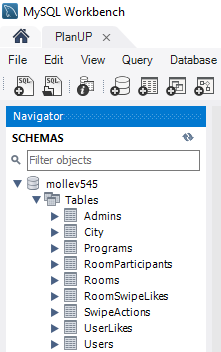 MySQL Workbench
PlanUP
File Edit View Query Database
SQL SQL
Navigator
SCHEMAS
Filter objects
mollev545
Tables
Admins
City
Programs
RoomParticipants
Rooms
RoomSwipeLikes
SwipeActions
UserLikes
Users